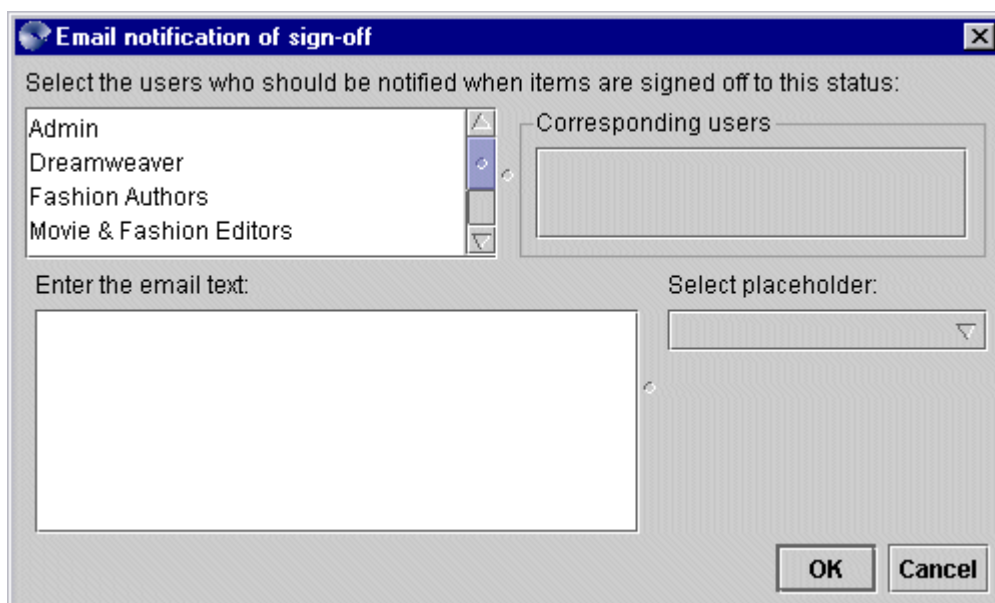 Email notification of sign-off
Select the users who should be notified when items are signed off to this status:
Admin
Dreamweaver
Fashion Authors
Movie & Fashion Editors
Corresponding users
Enter the email text:
Select placeholder:
OK
Cancel